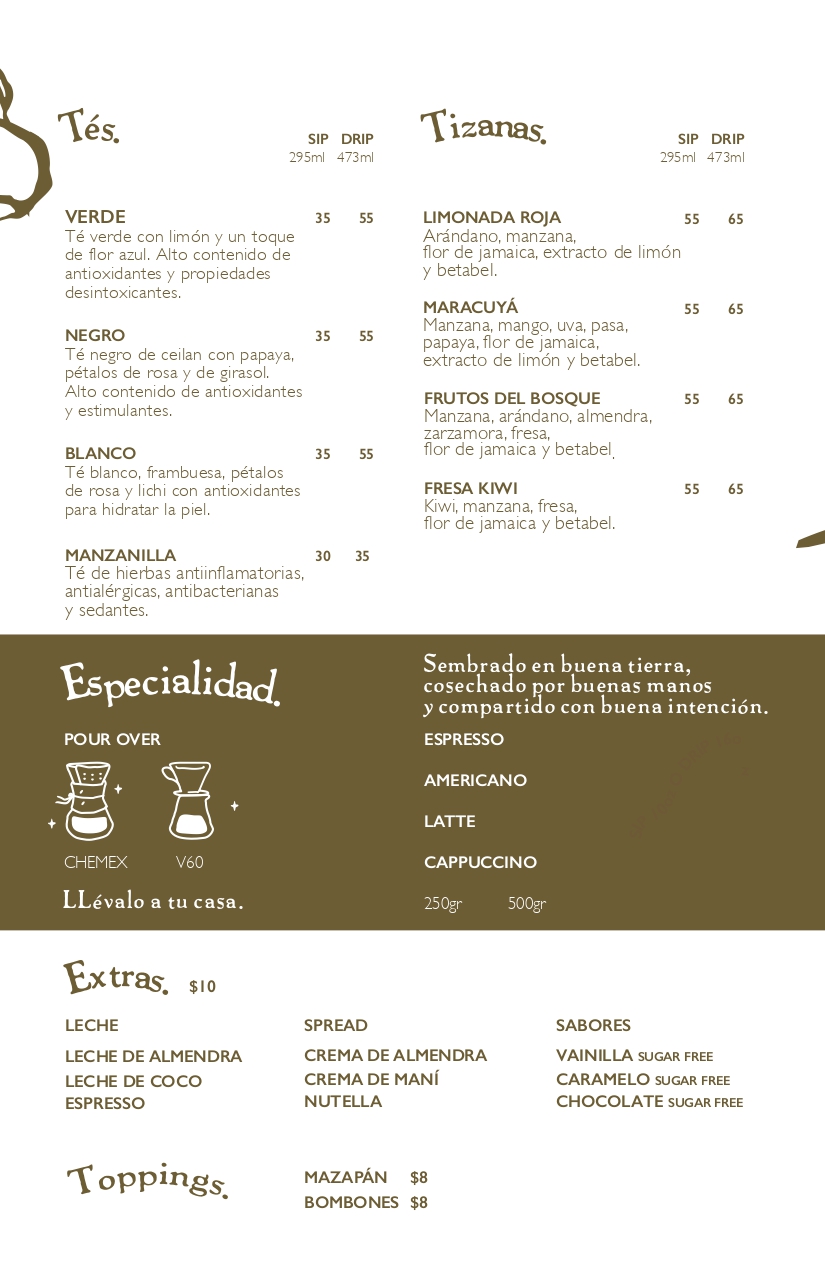 Tés.
SIP DRIP
295ml 473ml
VERDE 35 55
Té verde con limón y un toque
de flor azul. Alto contenido de
antioxidantes y propiedades
desintoxicantes.
NEGRO 35 55
Té negro de ceilan con papaya,
pétalos de rosa y de girasol.
Alto contenido de antioxidantes
y estimulantes.
BLANCO 35 55
Té blanco, frambuesa, pétalos
de rosa y lichi con antioxidantes
para hidratar la piel.
MANZANILLA 30 35
Té de hierbas antiinflamatorias,
antialérgicas, antibacterianas
y sedantes.
Tizanas.
SIP DRIP
295ml 473ml
LIMONADA ROJA 55 65
Arándano, manzana,
flor de jamaica, extracto de limón
y betabel.
MARACUYÁ 55 65
Manzana, mango, uva, pasa,
papaya, flor de jamaica,
extracto de limón y betabel.
FRUTOS DEL BOSQUE 55 65
Manzana, arándano, almendra,
zarzamora, fresa,
flor de jamaica y betabel.
FRESA KIWI 55 65
Kiwi, manzana, fresa,
flor de jamaica y betabel.
Especialidad.
POUR OVER
CHEMEX V60
LLévalo a tu casa.
Sembrado en buena tierra,
cosechado por buenas manos
y compartido con buena intención.
ESPRESSO
AMERICANO
LATTE
CAPPUCCINO
250gr 500gr
Extras. $10
LECHE
LECHE DE ALMENDRA
LECHE DE COCO
ESPRESSO
SPREAD
CREMA DE ALMENDRA
CREMA DE MANÍ
NUTELLA
SABORES
VAINILLA SUGAR FREE
CARAMELO SUGAR FREE
CHOCOLATE SUGAR FREE
Toppings.
MAZAPÁN $8
BOMBONES $8